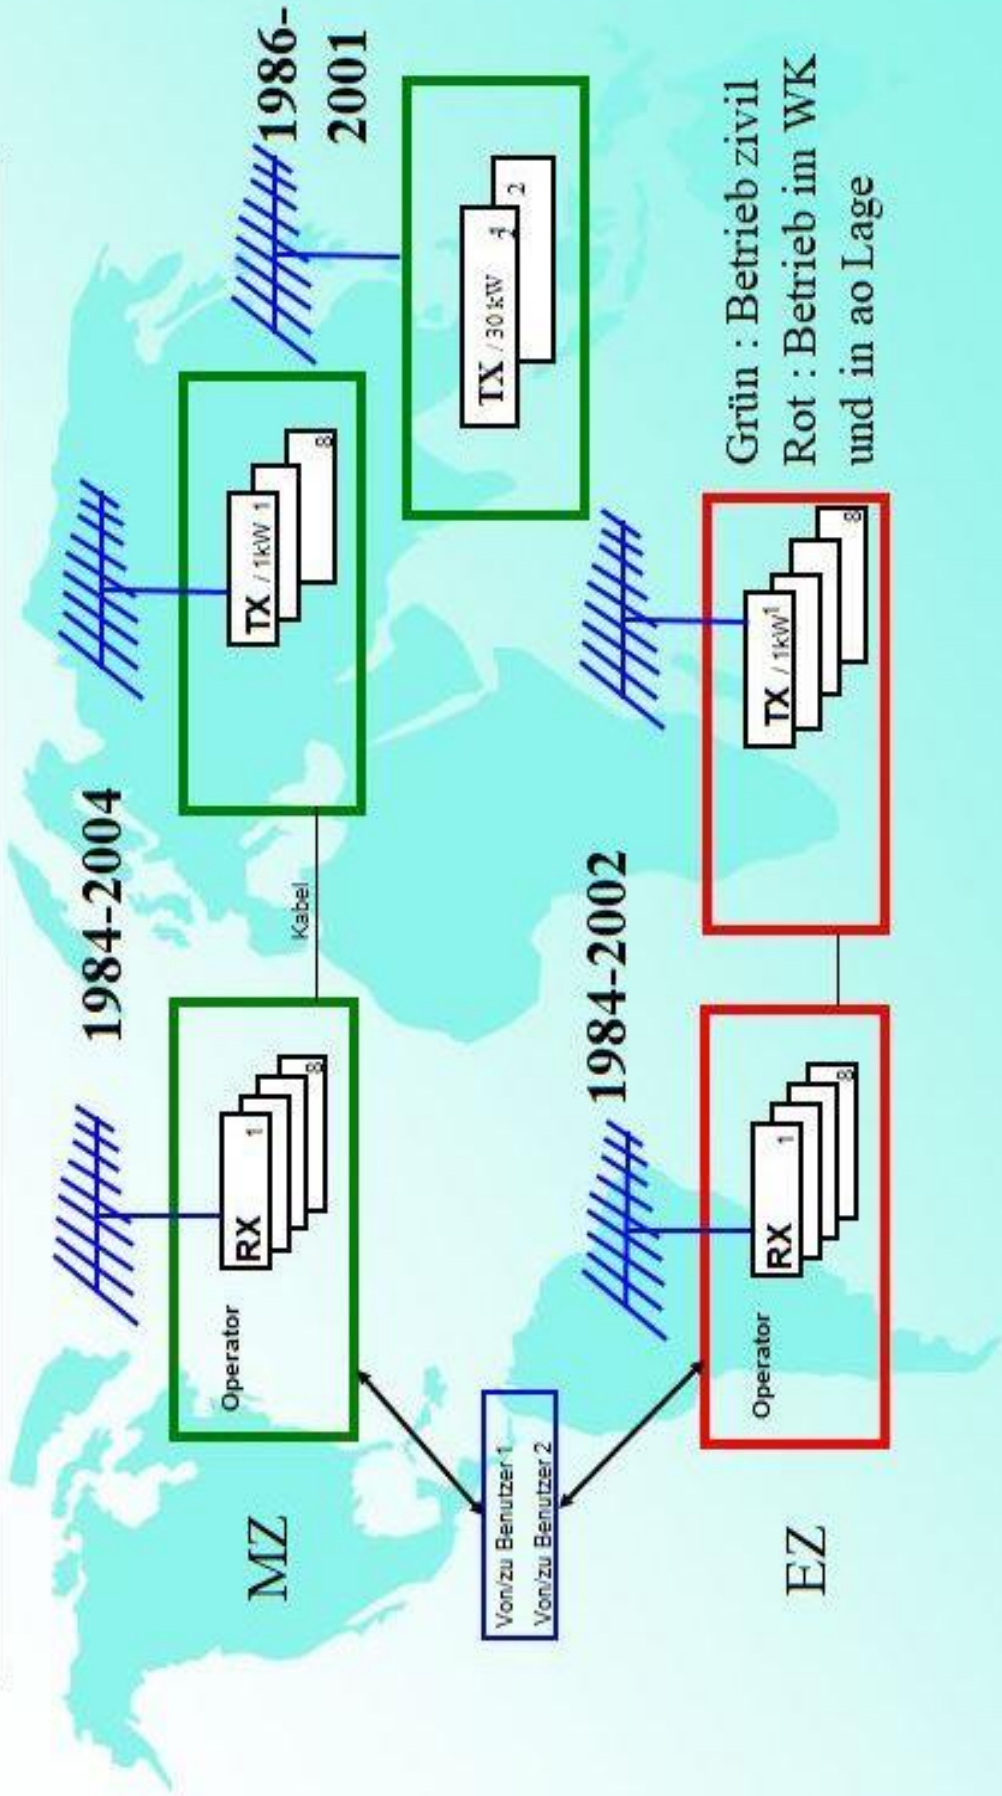 1984-2004
1986-
2001
MZ
Operator
RX 1
8
Kabel
TX / 1kW 1
8
TX / 30 kW
2
Von/zu Benutzer 1
Von/zu Benutzer 2
1984-2002
EZ
Operator
RX 1
8
TX / 1kW 1
8
Grün : Betrieb zivil
Rot : Betrieb im WK
und in ao Lage